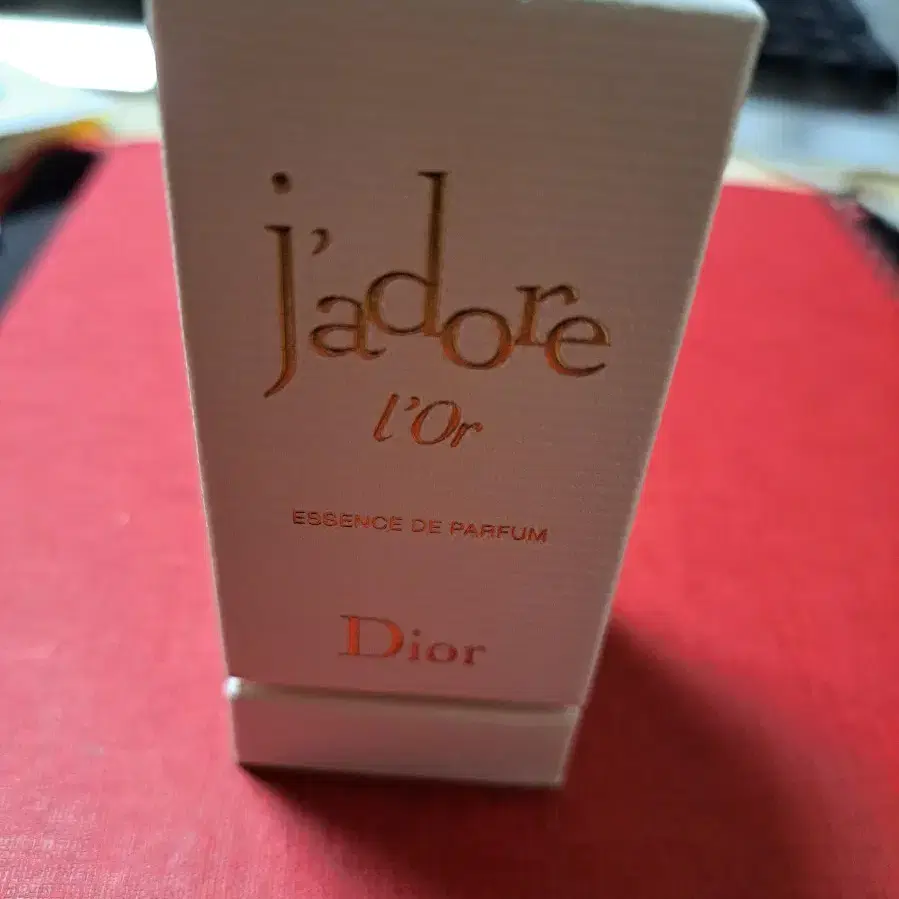 j'adore
l'Or
ESSENCE DE PARFUM
Dior